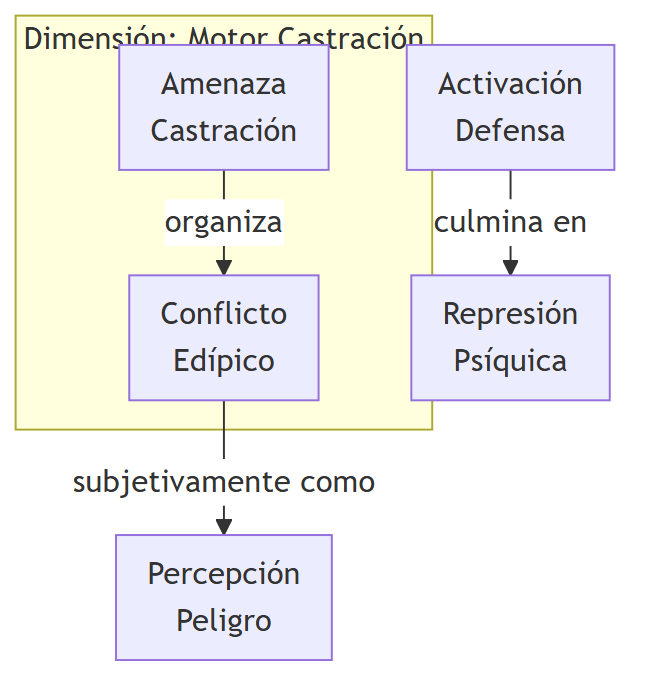 Dimensión: Motor Castración
Amenaza
Castración
organiza
Conflicto
Edípico
subjetivamente como
Percepción
Peligro
Activación
Defensa
culmina en
Represión
Psíquica